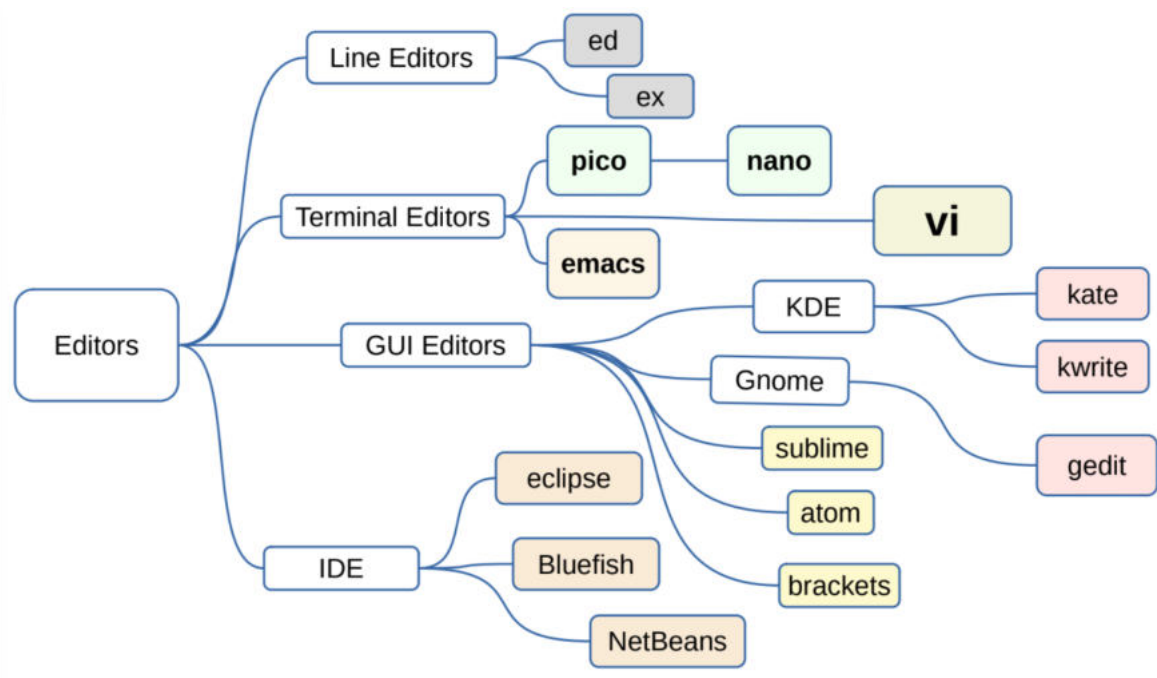 Editors
Line Editors
ed
ex
Terminal Editors
pico
nano
vi
emacs
GUI Editors
KDE
kate
kwrite
Gnome
gedit
sublime
atom
brackets
IDE
eclipse
Bluefish
NetBeans